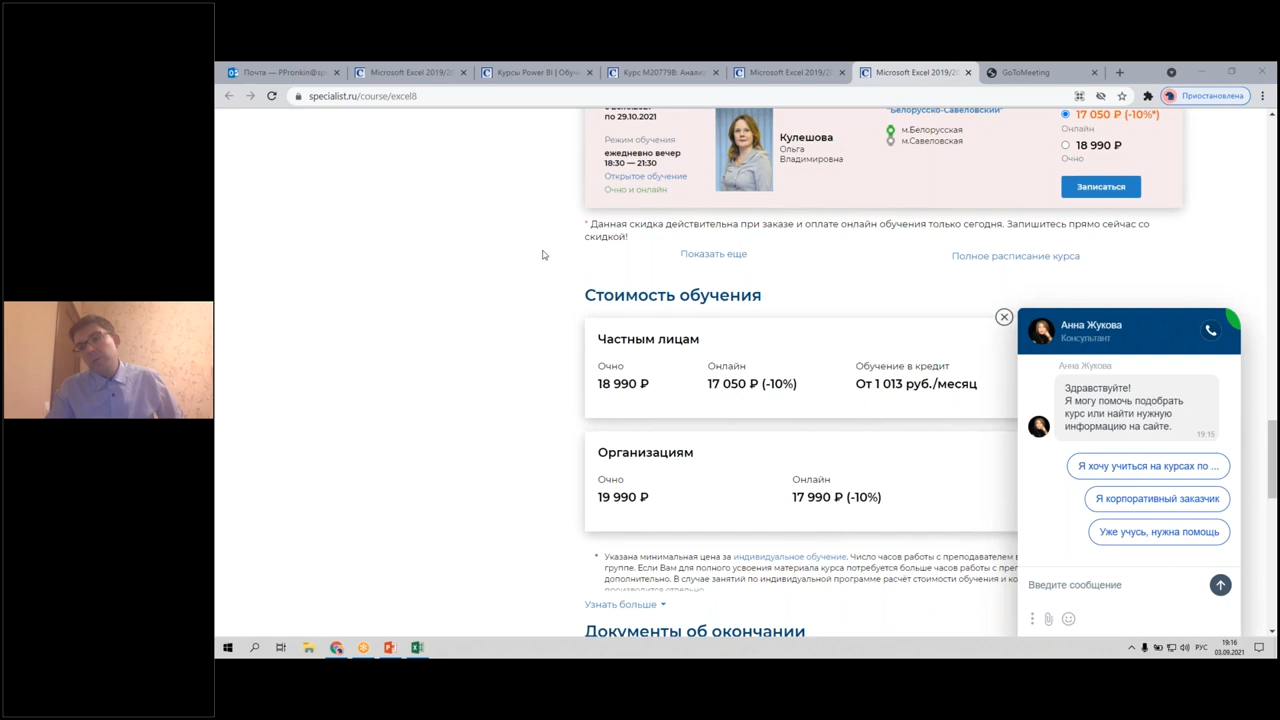 Почта — PPronkin@sp
Microsoft Excel 2019/20
Курсы Power BI | Обуч
Курс M20779B: Анализ
Microsoft Excel 2019/20
Microsoft Excel 2019/20
GoToMeeting
specialist.ru/course/excel8
Приостановлена
по 29.10.2021
Режим обучения
ежедневно вечер
18:30 — 21:30
Открытое обучение
Очно и онлайн
Кулешова
Ольга
Владимировна
"Белорусско-Савеловский"
м.Белорусская
м.Савеловская
17 050 ₽ (-10%*)
Онлайн
18 990 ₽
Очно
Записаться
* Данная скидка действительна при заказе и оплате онлайн обучения только сегодня. Запишитесь прямо сейчас со
скидкой!
Показать еще
Полное расписание курса
Стоимость обучения
Частным лицам
Очно
Онлайн
Обучение в кредит
18 990 ₽
17 050 ₽ (-10%)
От 1 013 руб./месяц
Организациям
Очно
Онлайн
19 990 ₽
17 990 ₽ (-10%)
* Указана минимальная цена за индивидуальное обучение. Число часов работы с преподавателем в
группе. Если Вам для полного усвоения материала курса потребуется больше часов работы с преп
дополнительно. В случае занятий по индивидуальной программе расчёт стоимости обучения и ко
Узнать больше
Документы об окончании
Анна Жукова
Консультант
Анна Жукова
Здравствуйте!
Я могу помочь подобрать
курс или найти нужную
информацию на сайте.
19:15
Я хочу учиться на курсах по ...
Я корпоративный заказчик
Уже учусь, нужна помощь
Введите сообщение
РУС
19:16
03.09.2021